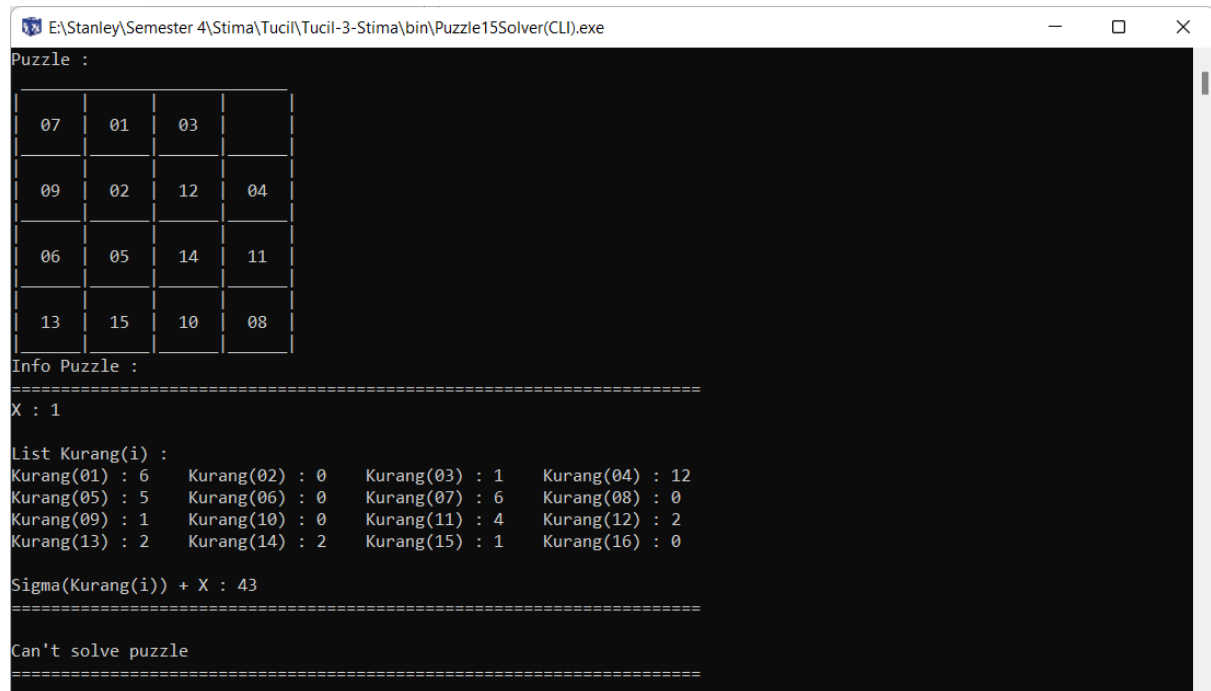 E:\Stanley\Semester 4\Stima\Tucil\Tucil-3-Stima\bin\Puzzle15Solver(CLI).exe
Puzzle :
07 01 03
09 02 12 04
06 05 14 11
13 15 10 08
Info Puzzle :
======================================================================
X : 1
List Kurang(i) :
Kurang(01) : 6 Kurang(02) : 0 Kurang(03) : 1 Kurang(04) : 12
Kurang(05) : 5 Kurang(06) : 0 Kurang(07) : 6 Kurang(08) : 0
Kurang(09) : 1 Kurang(10) : 0 Kurang(11) : 4 Kurang(12) : 2
Kurang(13) : 2 Kurang(14) : 2 Kurang(15) : 1 Kurang(16) : 0
Sigma(Kurang(i)) + X : 43
======================================================================
Can't solve puzzle
======================================================================